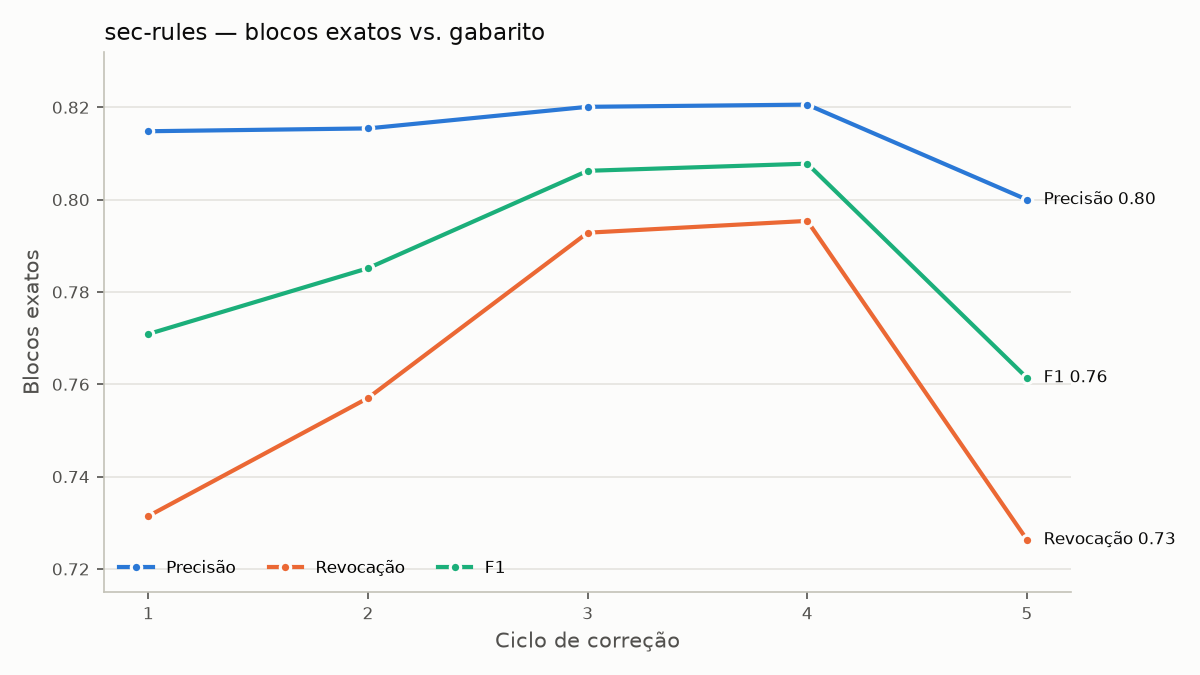 sec-rules — blocos exatos vs. gabarito
Blocos exatos
0.82
0.80
0.78
0.76
0.74
0.72
Precisão 0.80
F1 0.76
Revocação 0.73
Precisão
Revocação
F1
1
2
3
4
5
Ciclo de correção